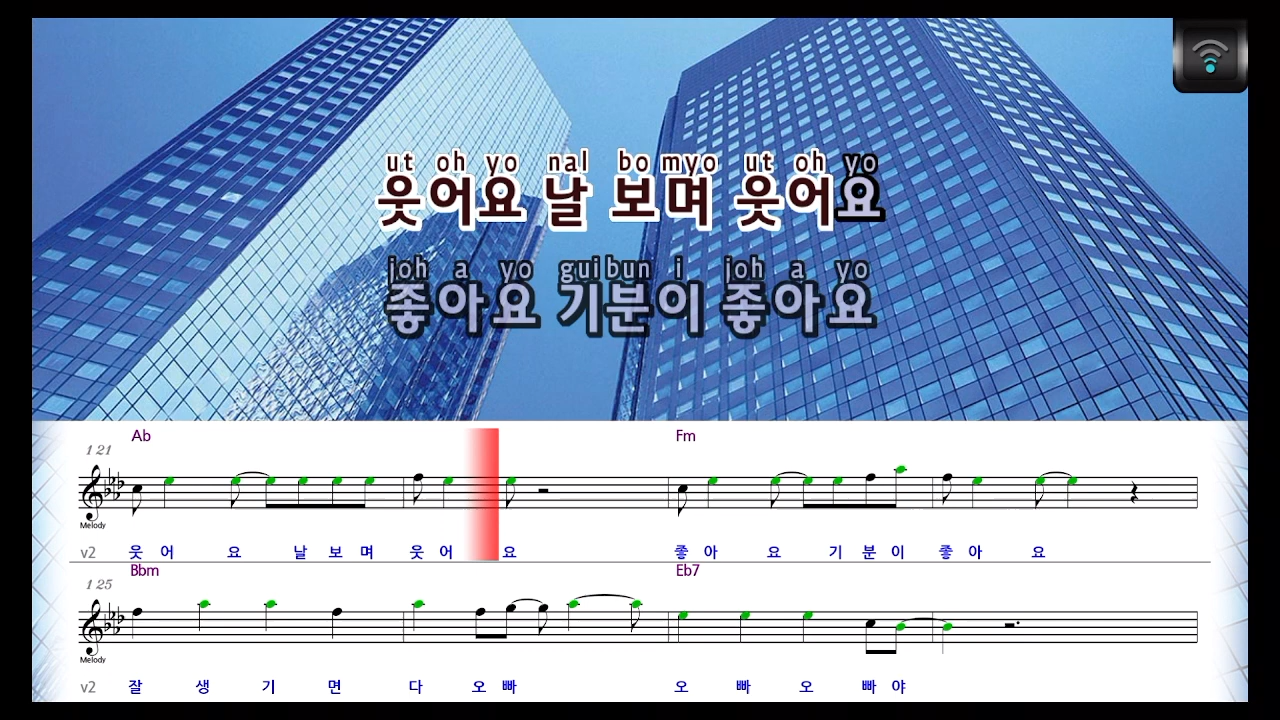 ut oh yo nal bo myo ut oh yo
웃어요 날 보며 웃어요
joh a yo gui bun i joh a yo
좋아요 기분이 좋아요
Ab Fm
121
Melody
v2 웃 어 요 날 보 며 웃 어 요 좋 아 요 기 분 이 좋 아 요
Bbm Eb7
125
Melody
v2 잘 생 기 면 다 오 빠 오 빠 오 빠 야